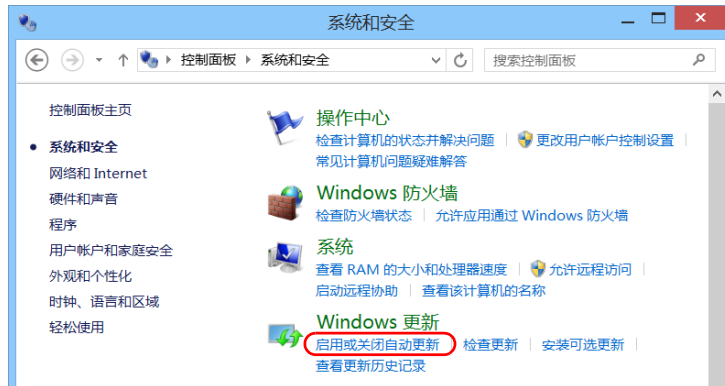 系统和安全
控制面板 系统和安全 搜索控制面板
控制面板主页
系统和安全
网络和 Internet
硬件和声音
程序
用户帐户和家庭安全
外观和个性化
时钟、语言和区域
轻松使用
操作中心
检查计算机的状态并解决问题 更改用户帐户控制设置
常见计算机问题疑难解答
Windows 防火墙
检查防火墙状态 允许应用通过 Windows 防火墙
系统
查看 RAM 的大小和处理器速度 允许远程访问
启动远程协助 查看该计算机的名称
Windows 更新
启用或关闭自动更新 检查更新 安装可选更新
查看更新历史记录